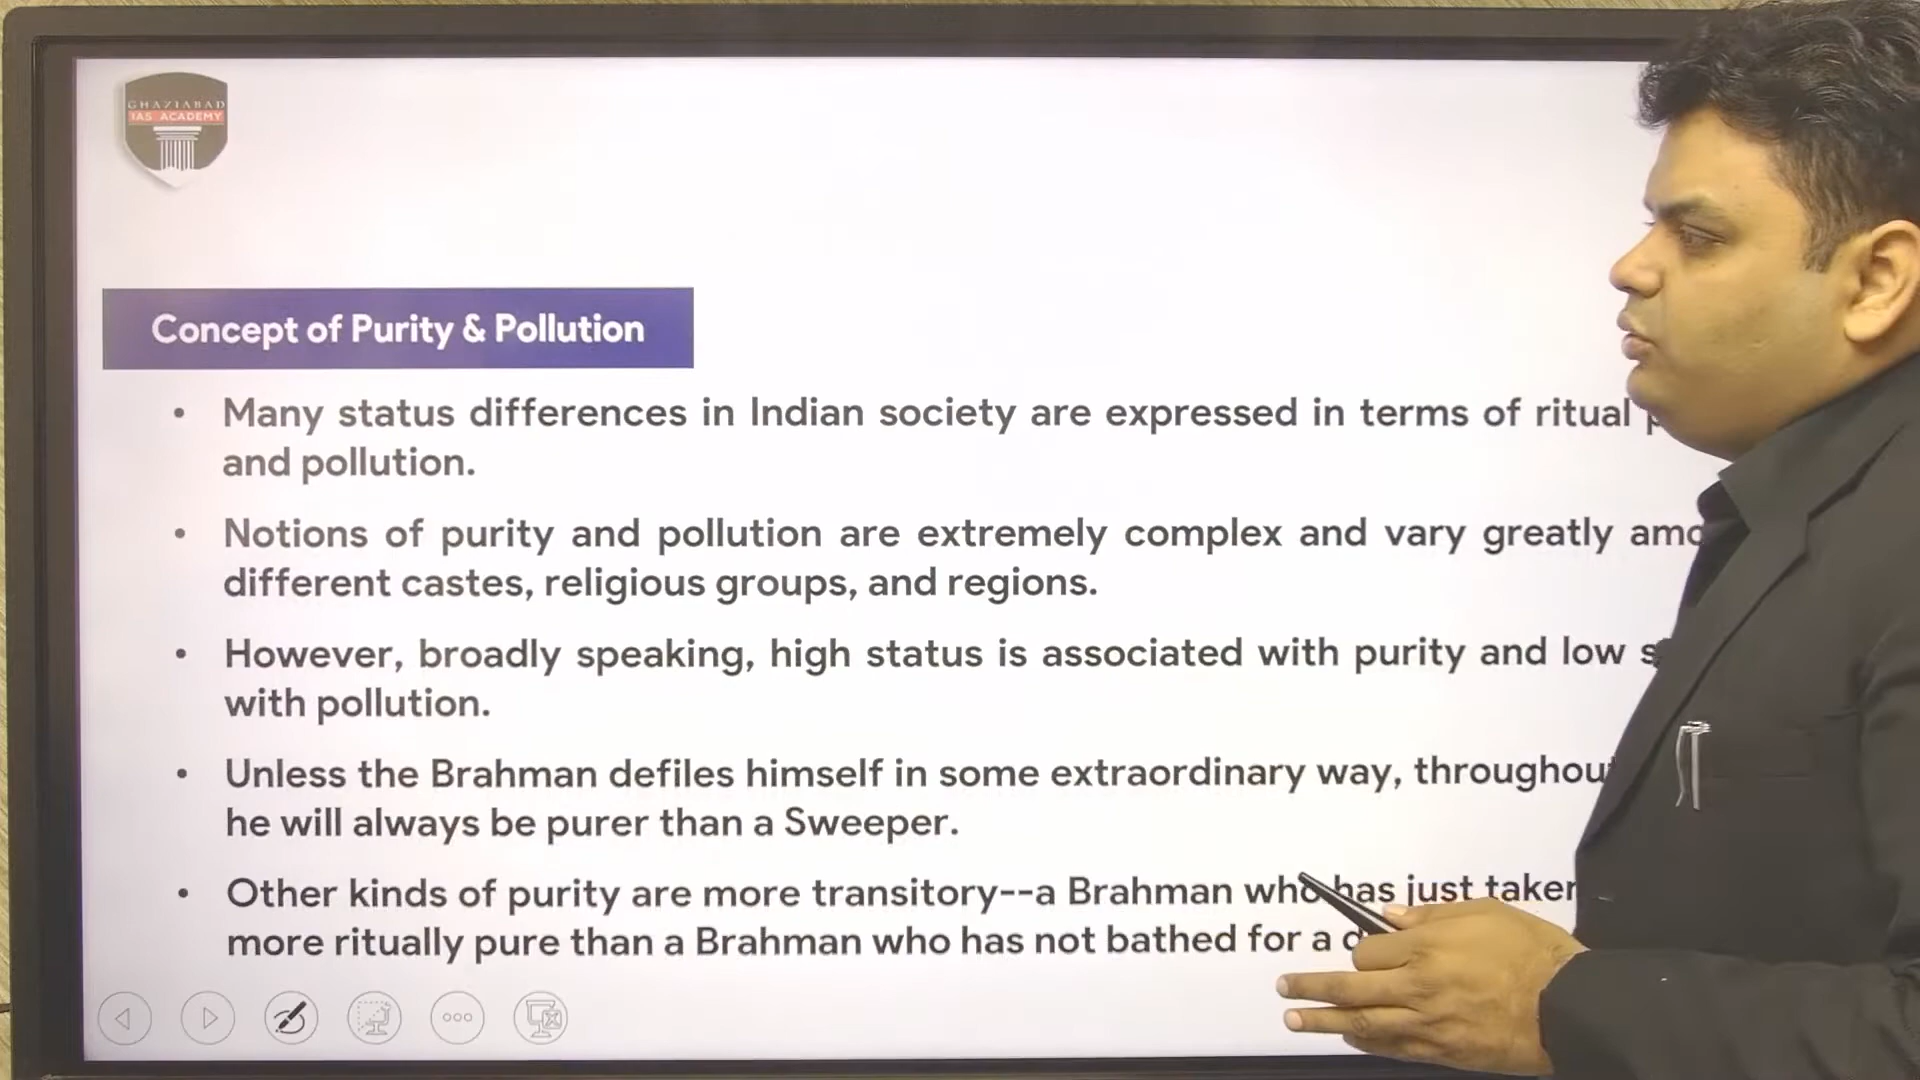 GHAZIABAD
IAS ACADEMY
Concept of Purity & Pollution
• Many status differences in Indian society are expressed in terms of ritual
and pollution.
• Notions of purity and pollution are extremely complex and vary greatly
different castes, religious groups, and regions.
• However, broadly speaking, high status is associated with purity and low
with pollution.
• Unless the Brahman defiles himself in some extraordinary way,
he will always be purer than a Sweeper.
• Other kinds of purity are more transitory--a Brahman who has just
more ritually pure than a Brahman who has not bathed for a